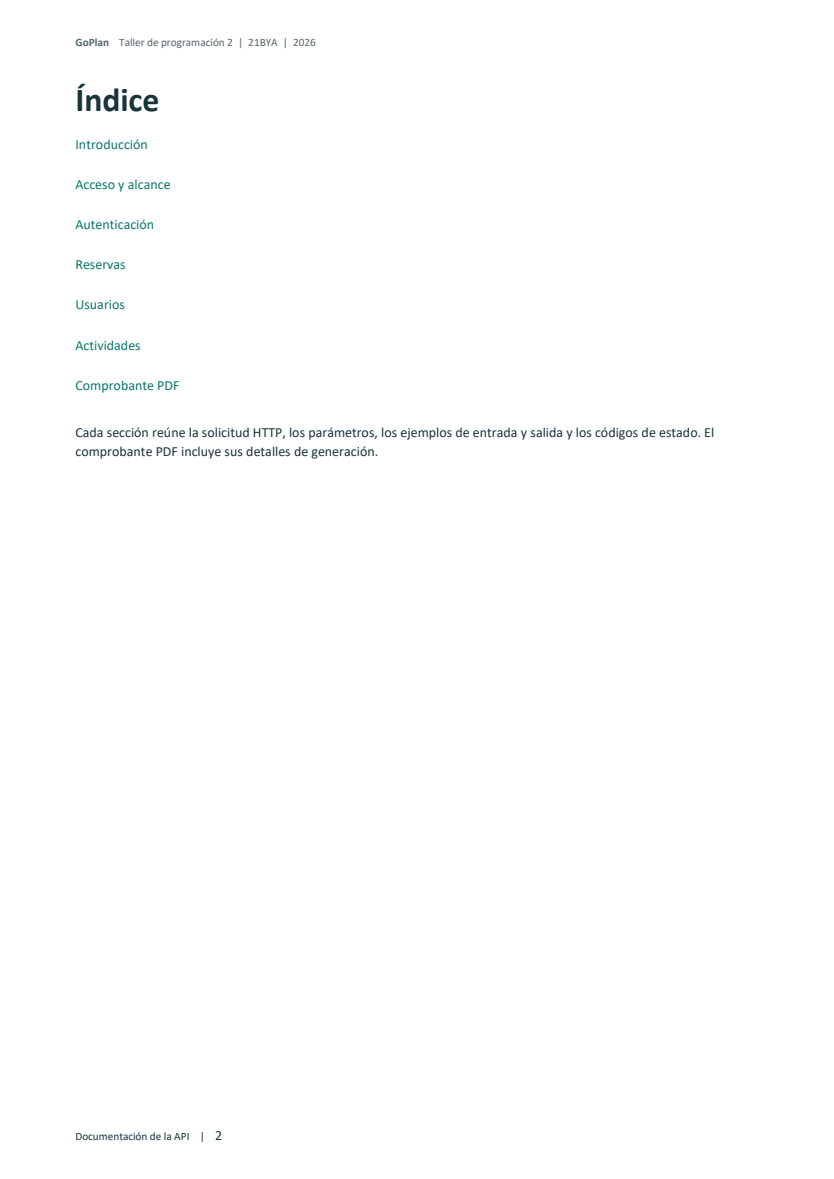 GoPlan Taller de programación 2 | 21BYA | 2026
Índice
Introducción
Acceso y alcance
Autenticación
Reservas
Usuarios
Actividades
Comprobante PDF
Cada sección reúne la solicitud HTTP, los parámetros, los ejemplos de entrada y salida y los códigos de estado. El
comprobante PDF incluye sus detalles de generación.
Documentación de la API | 2